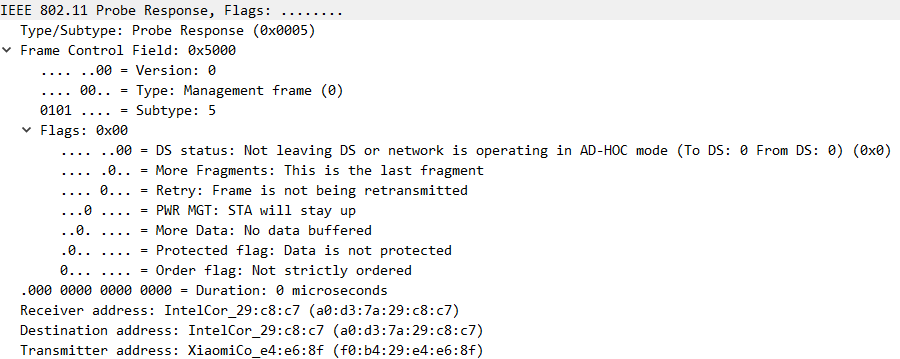 IEEE 802.11 Probe Response, Flags: ........
Type/Subtype: Probe Response (0x0005)
Frame Control Field: 0x5000
.... ..00 = Version: 0
.... 00.. = Type: Management frame (0)
0101 .... = Subtype: 5
Flags: 0x00
.... ..00 = DS status: Not leaving DS or network is operating in AD-HOC mode (To DS: 0 From DS: 0) (0x0)
.... .0.. = More Fragments: This is the last fragment
.... 0... = Retry: Frame is not being retransmitted
...0 .... = PWR MGT: STA will stay up
..0. .... = More Data: No data buffered
.0.. .... = Protected flag: Data is not protected
0... .... = Order flag: Not strictly ordered
.000 0000 0000 0000 = Duration: 0 microseconds
Receiver address: IntelCor_29:c8:c7 (a0:d3:7a:29:c8:c7)
Destination address: IntelCor_29:c8:c7 (a0:d3:7a:29:c8:c7)
Transmitter address: XiaomiCo_e4:e6:8f (f0:b4:29:e4:e6:8f)